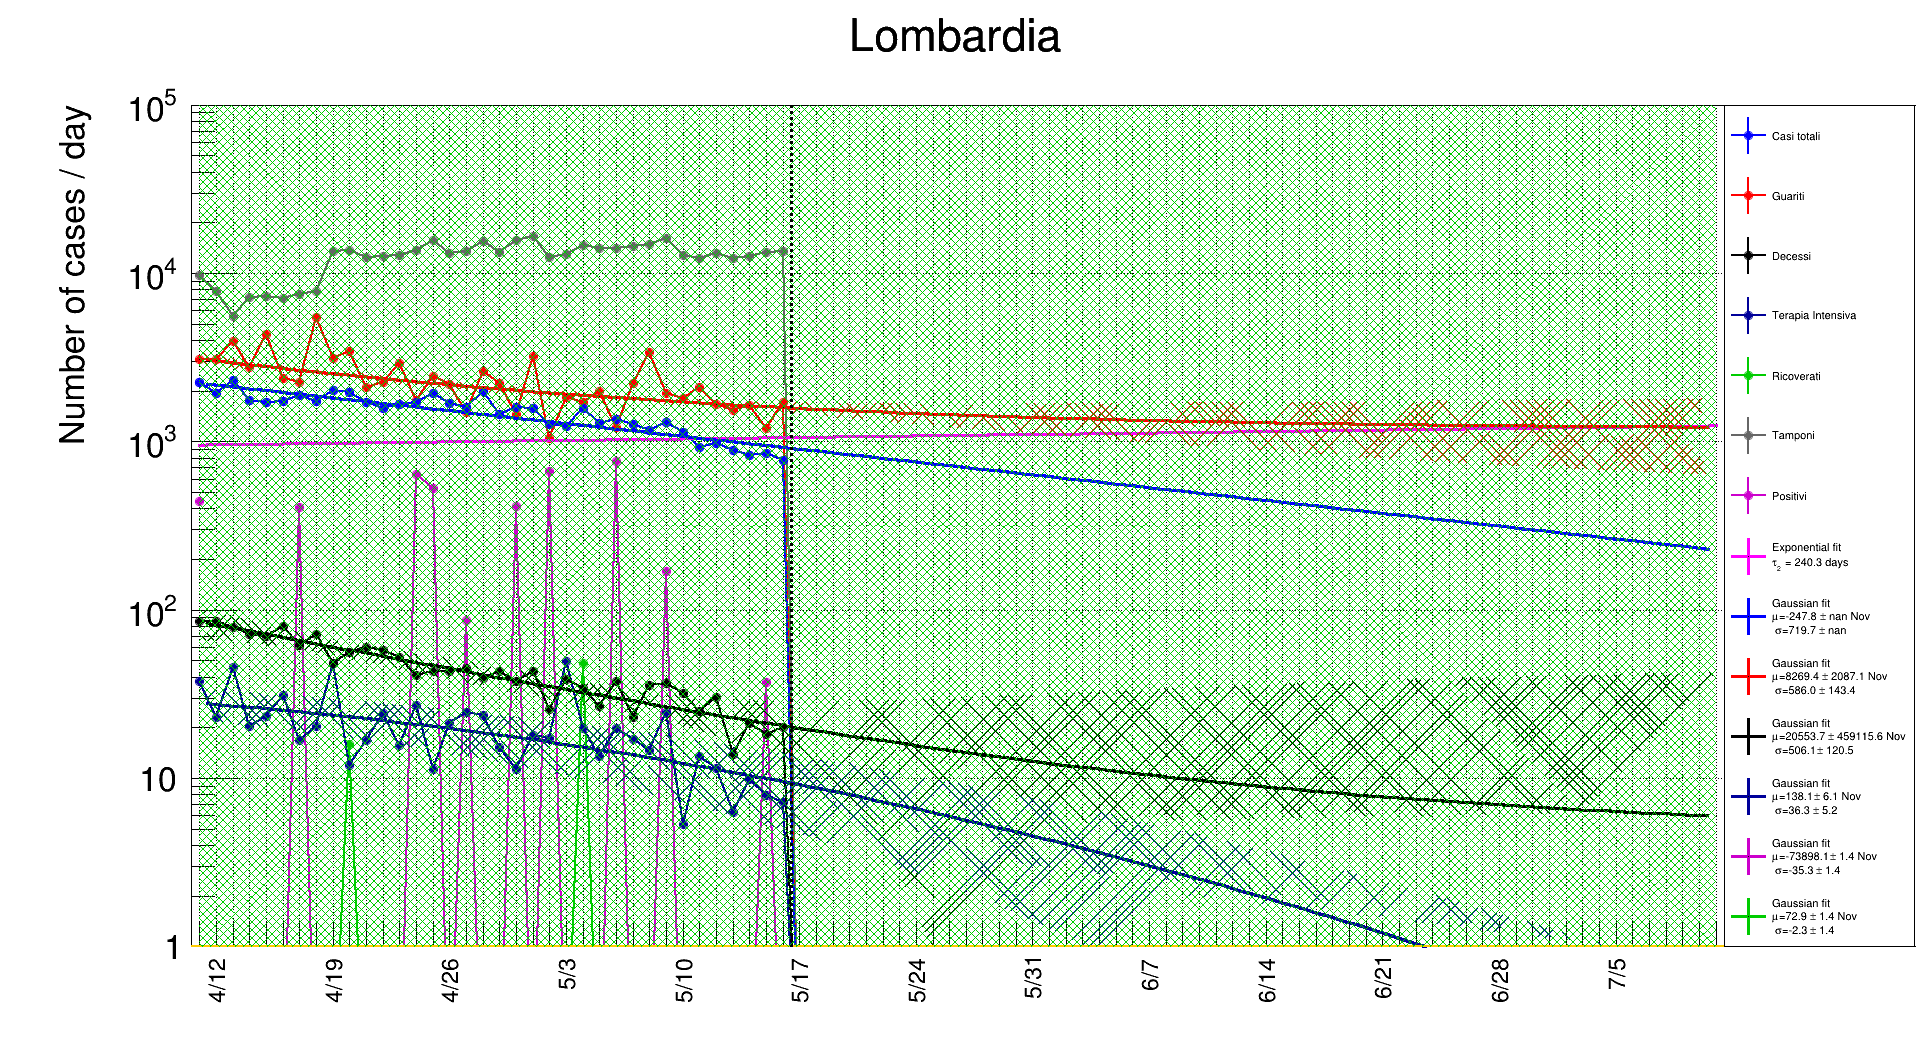 Lombardia
Number of cases / day
10^5
10^4
10^3
10^2
10
1
4/12
4/19
4/26
5/3
5/10
5/17
5/24
5/31
6/7
6/14
6/21
6/28
7/5
Casi totali
Guariti
Decessi
Terapia Intensiva
Ricoverati
Tamponi
Positivi
Exponential fit
τ₂ = 240.3 days
Gaussian fit
μ=-247.8 ± nan Nov
σ=719.7 ± nan
Gaussian fit
μ=8269.4 ± 2087.1 Nov
σ=586.0 ± 143.4
Gaussian fit
μ=20553.7 ± 459115.6 Nov
σ=506.1 ± 120.5
Gaussian fit
μ=138.1 ± 6.1 Nov
σ=36.3 ± 5.2
Gaussian fit
μ=-73898.1 ± 1.4 Nov
σ=-35.3 ± 1.4
Gaussian fit
μ=72.9 ± 1.4 Nov
σ=-2.3 ± 1.4